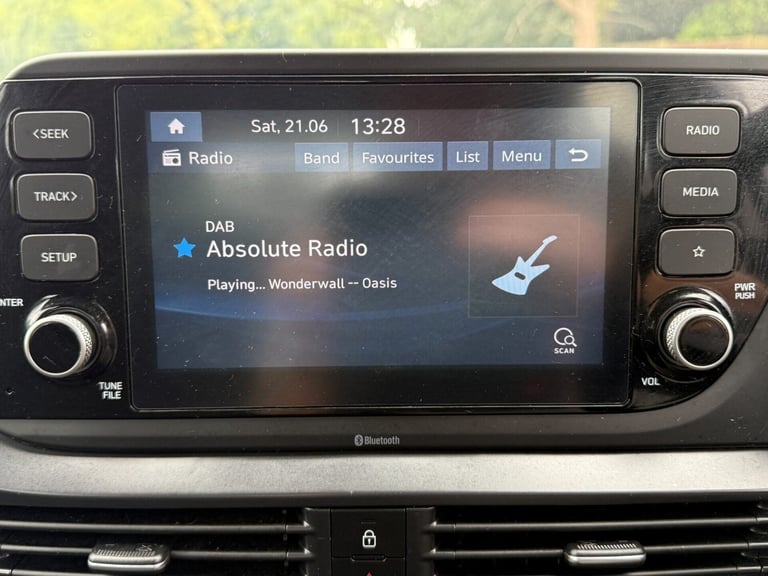 <SEEK
Sat, 21.06 13:28
RADIO
Radio Band Favourites List Menu
TRACK>
MEDIA
DAB
Absolute Radio
SETUP
Playing... Wonderwall -- Oasis
PWR
PUSH
NTER
SCAN
TUNE
FILE
VOL
Bluetooth